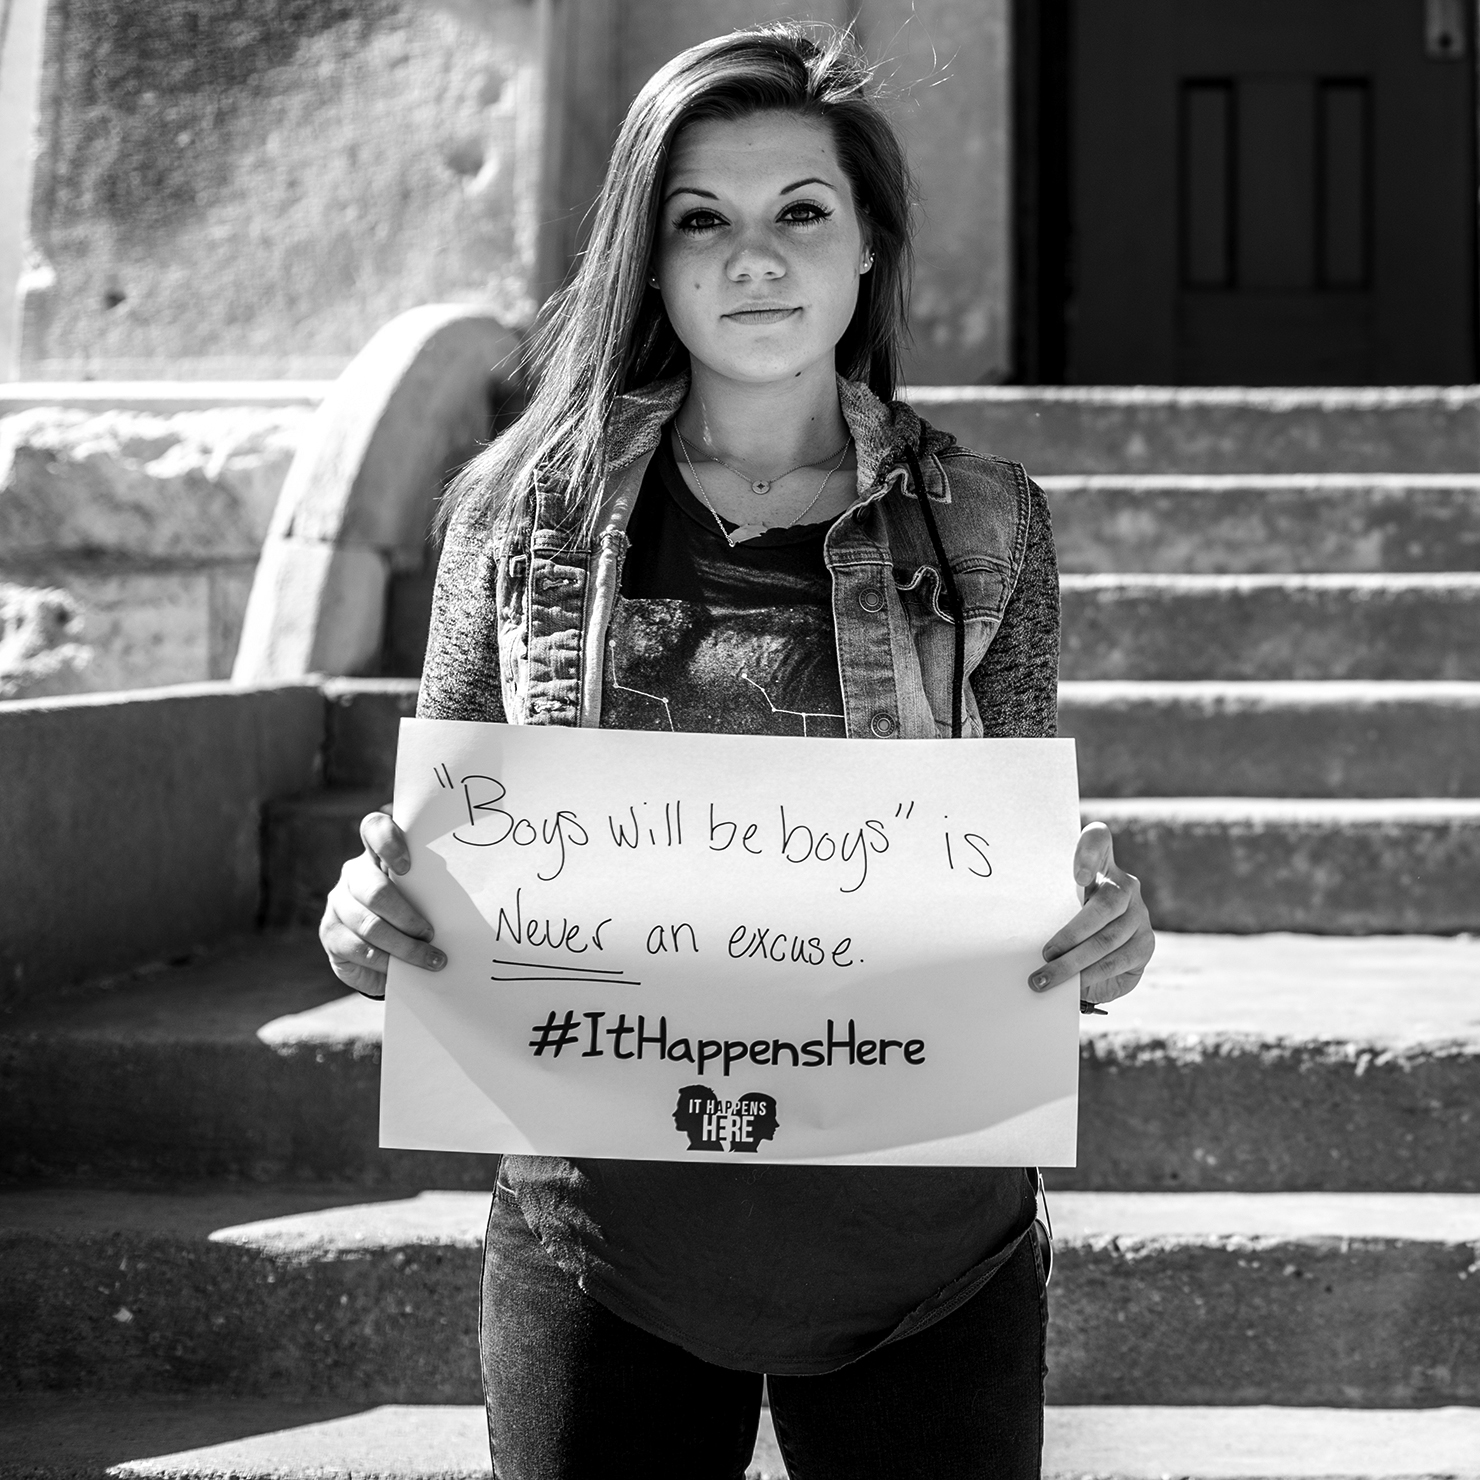 "Boys will be boys" is
Never an excuse.
#ItHappensHere
IT HAPPENS
HERE